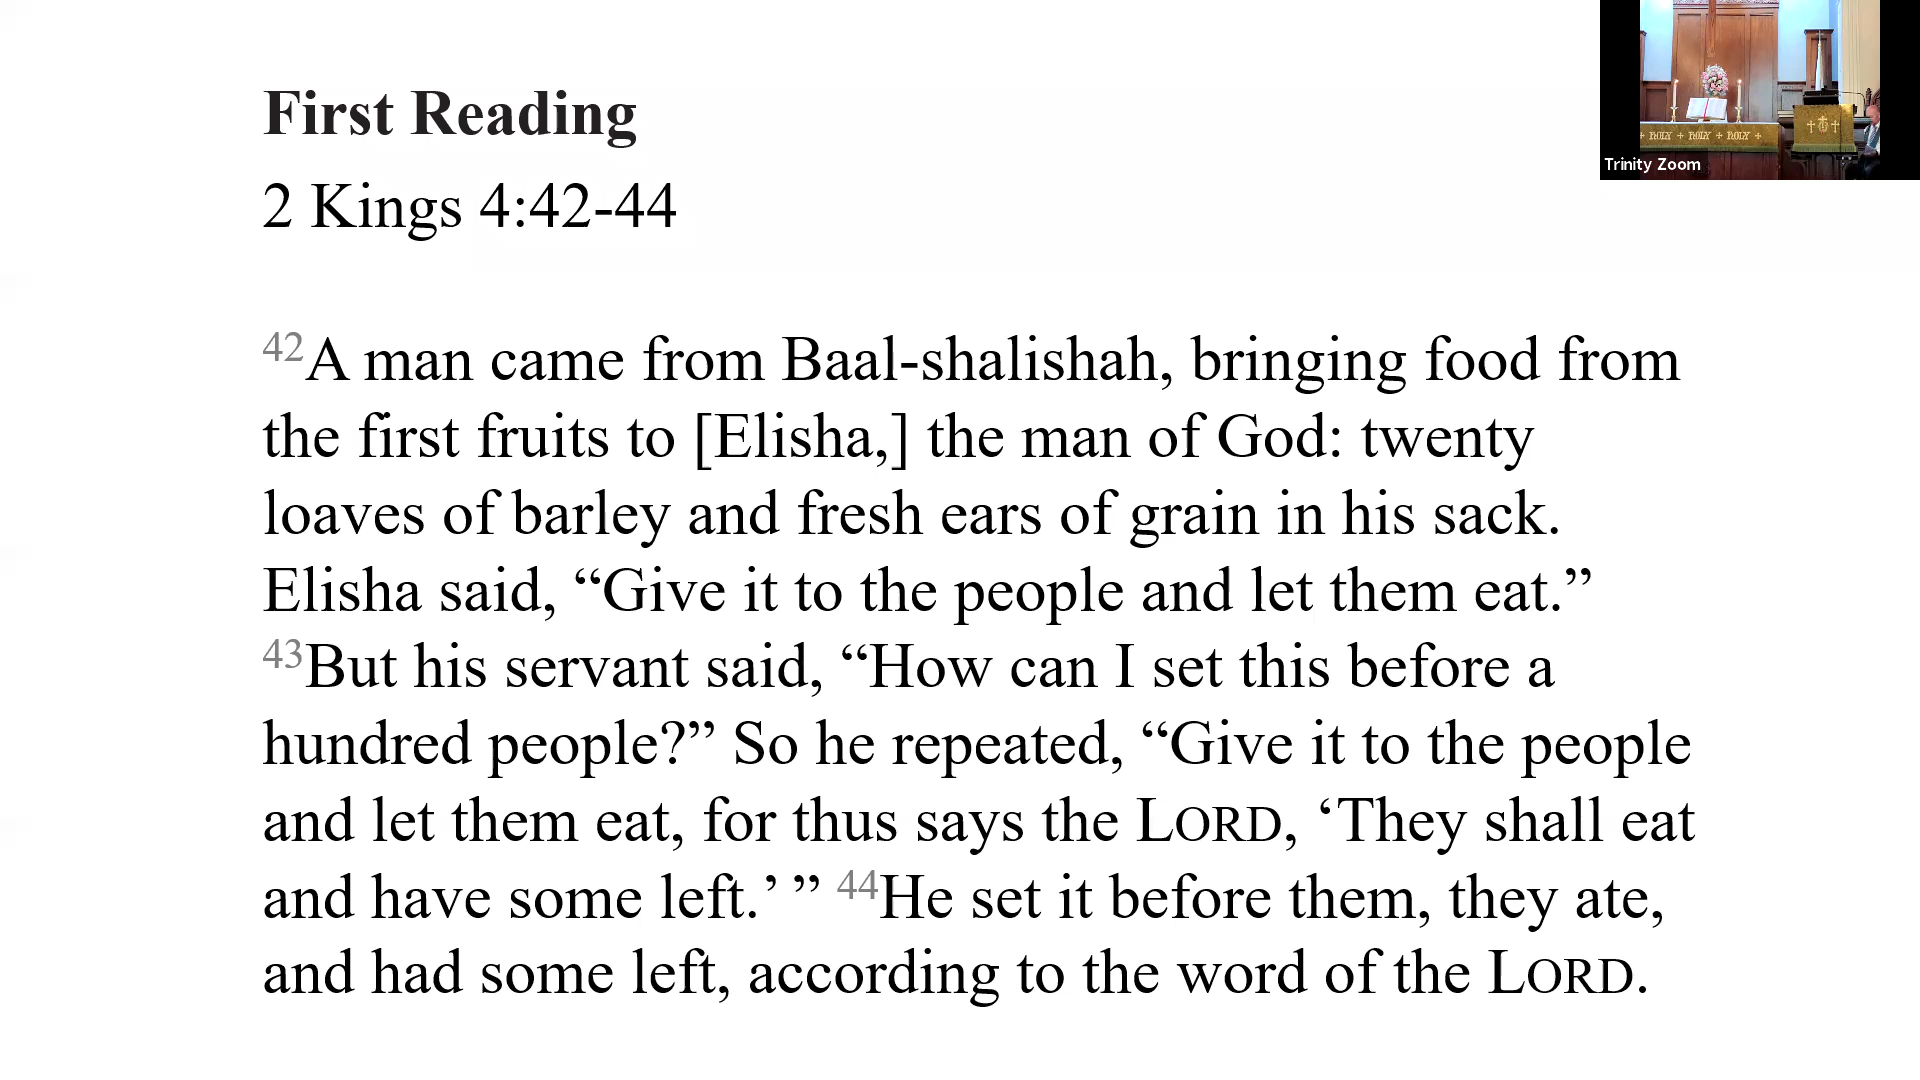 First Reading
2 Kings 4:42-44
42A man came from Baal-shalishah, bringing food from
the first fruits to [Elisha,] the man of God: twenty
loaves of barley and fresh ears of grain in his sack.
Elisha said, “Give it to the people and let them eat.”
43But his servant said, “How can I set this before a
hundred people?” So he repeated, “Give it to the people
and let them eat, for thus says the LORD, ‘They shall eat
and have some left.’ ” 44He set it before them, they ate,
and had some left, according to the word of the LORD.
HOLY + HOLY + HOLY +
Trinity Zoom